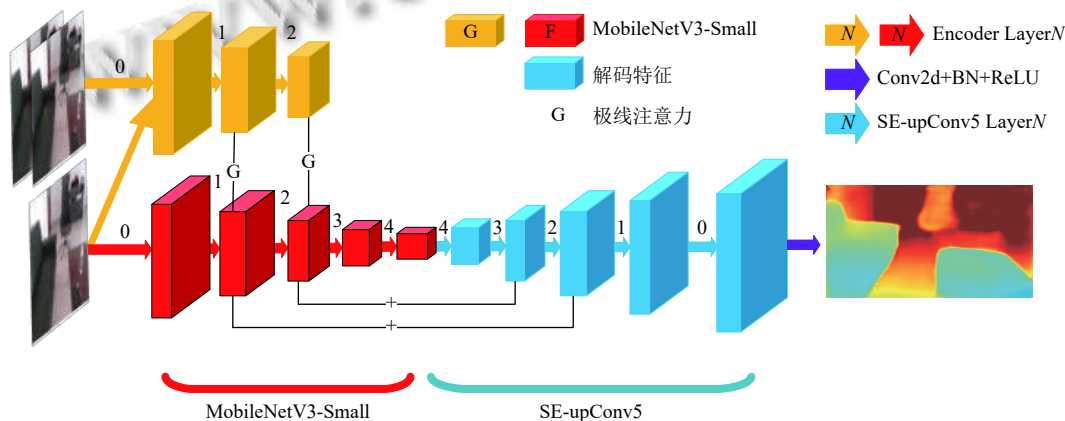 G F MobileNetV3-Small
解码特征
G 极线注意力
N N Encoder LayerN
Conv2d+BN+ReLU
N SE-upConv5 LayerN
0 1 2
G G
0 1 2 3 4 4 3 2 1 0
+
+
MobileNetV3-Small
SE-upConv5